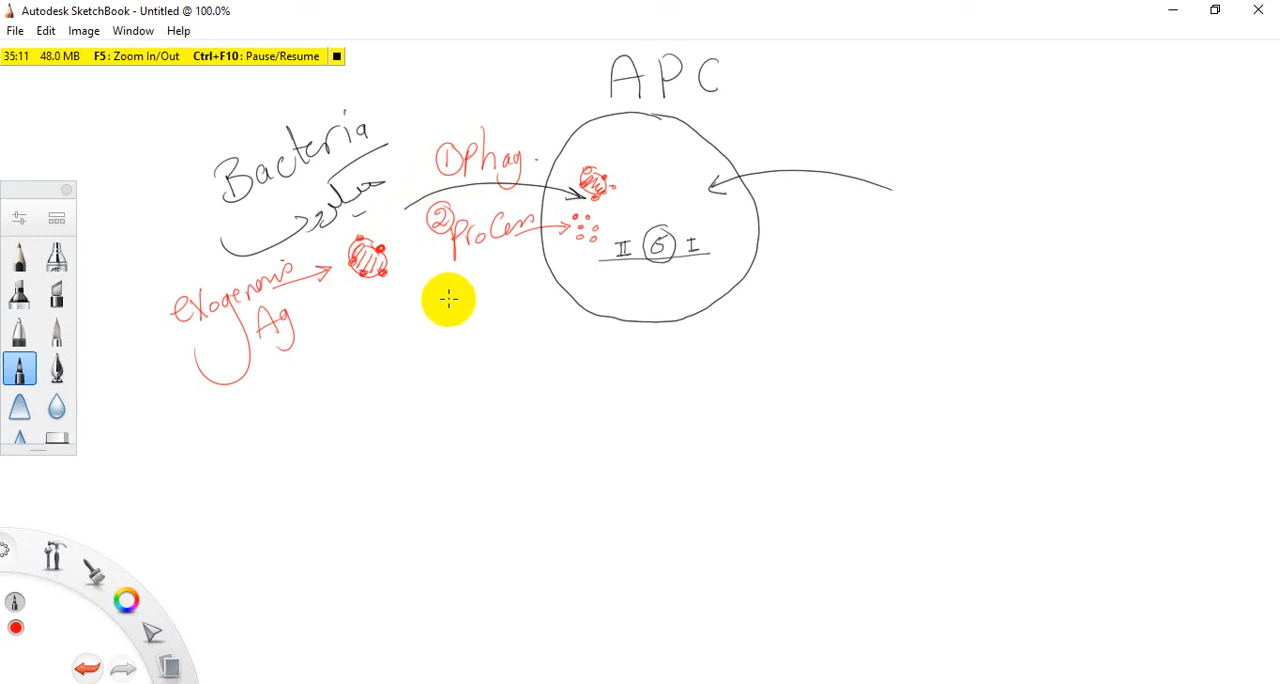 Autodesk SketchBook - Untitled @ 100.0%
File Edit Image Window Help
35:11 48.0 MB F5: Zoom In/Out Ctrl+F10: Pause/Resume
APC
Bacteria
① Phag.
② Process
II ⑥ I
exogenous
Ag